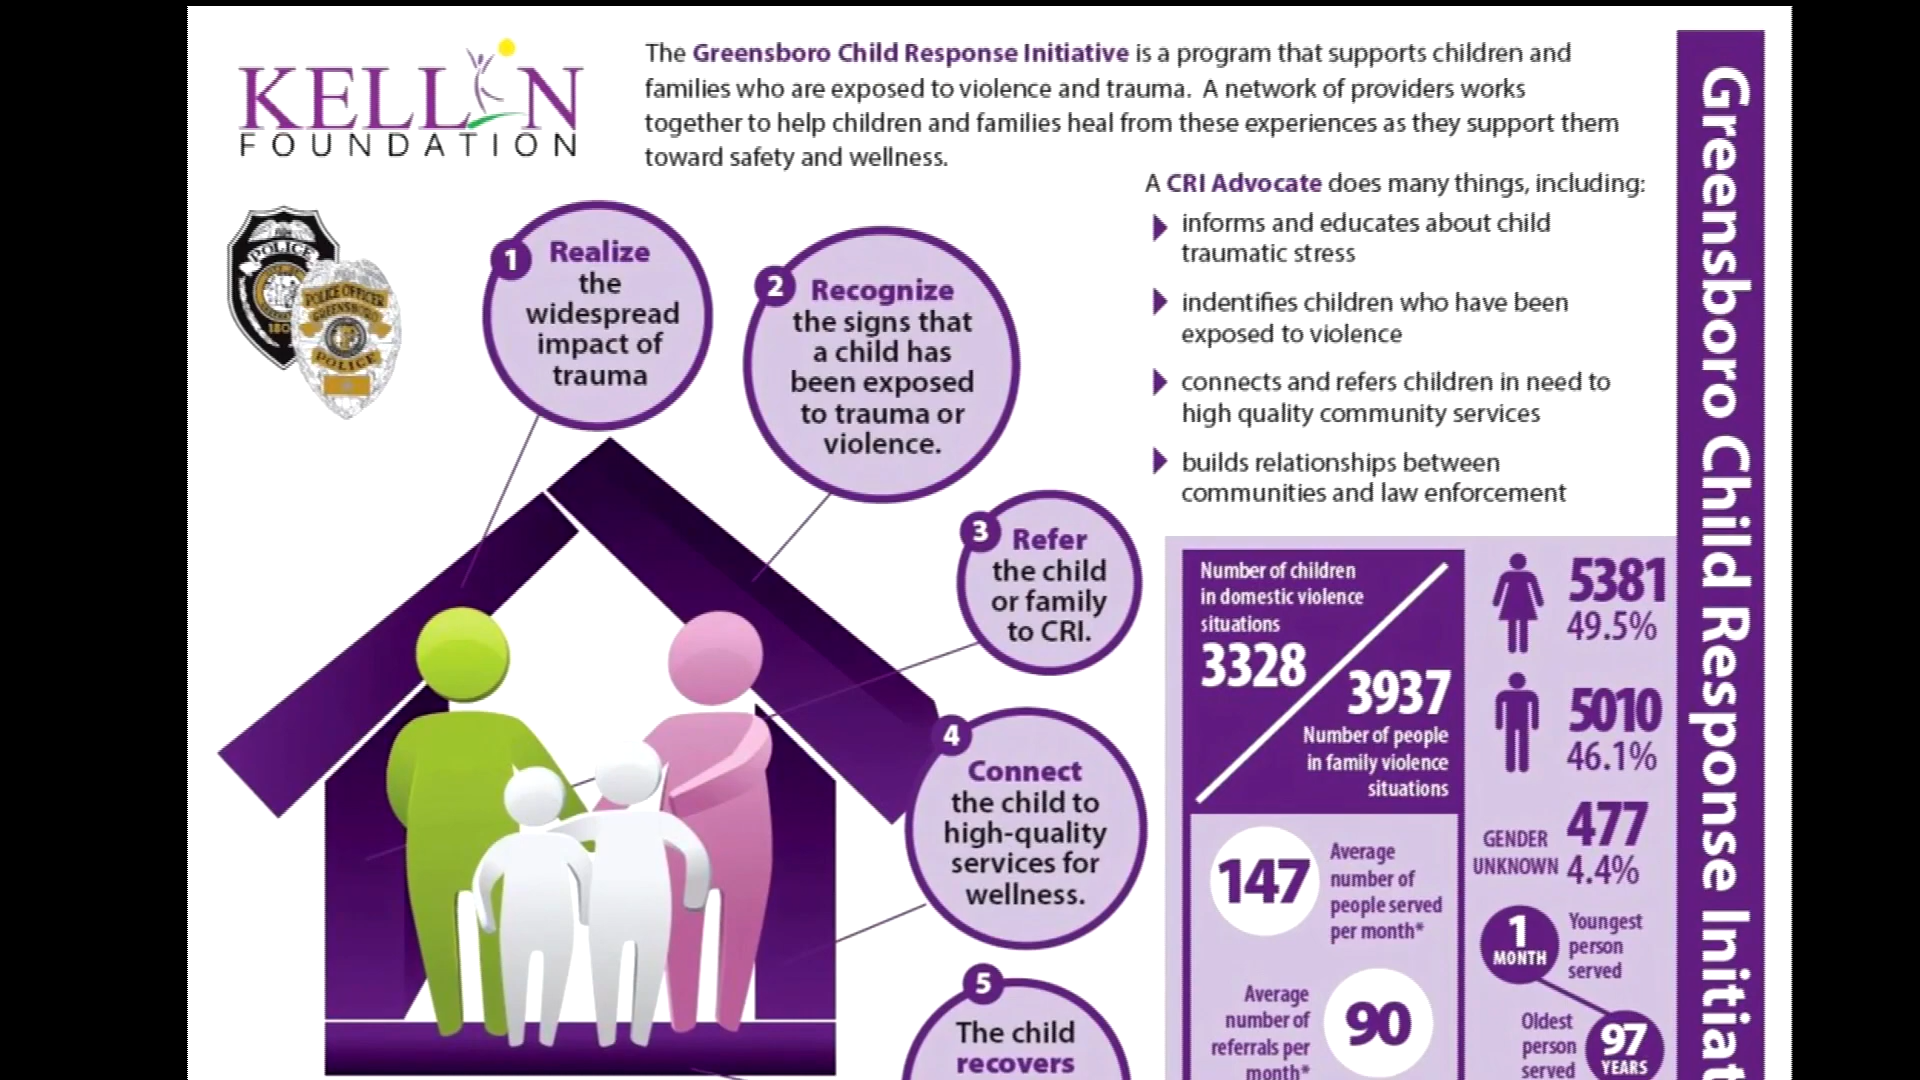 KELLIN
FOUNDATION
The Greensboro Child Response Initiative is a program that supports children and
families who are exposed to violence and trauma. A network of providers works
together to help children and families heal from these experiences as they support them
toward safety and wellness.
A CRI Advocate does many things, including:
informs and educates about child
traumatic stress
indentifies children who have been
exposed to violence
connects and refers children in need to
high quality community services
builds relationships between
communities and law enforcement
POLICE
POLICE OFFICER
GREENSBORO
POLICE
1
Realize
the
widespread
impact of
trauma
2
Recognize
the signs that
a child has
been exposed
to trauma or
violence.
3
Refer
the child
or family
to CRI.
4
Connect
the child to
high-quality
services for
wellness.
5
The child
recovers
Number of children
in domestic violence
situations
3328
3937
Number of people
in family violence
situations
147
Average
number of
people served
per month*
Average
number of
referrals per
month*
90
5381
49.5%
5010
46.1%
GENDER
UNKNOWN
477
4.4%
1
MONTH
Youngest
person
served
Oldest
person
served
97
YEARS
Greensboro Child Response Initiat